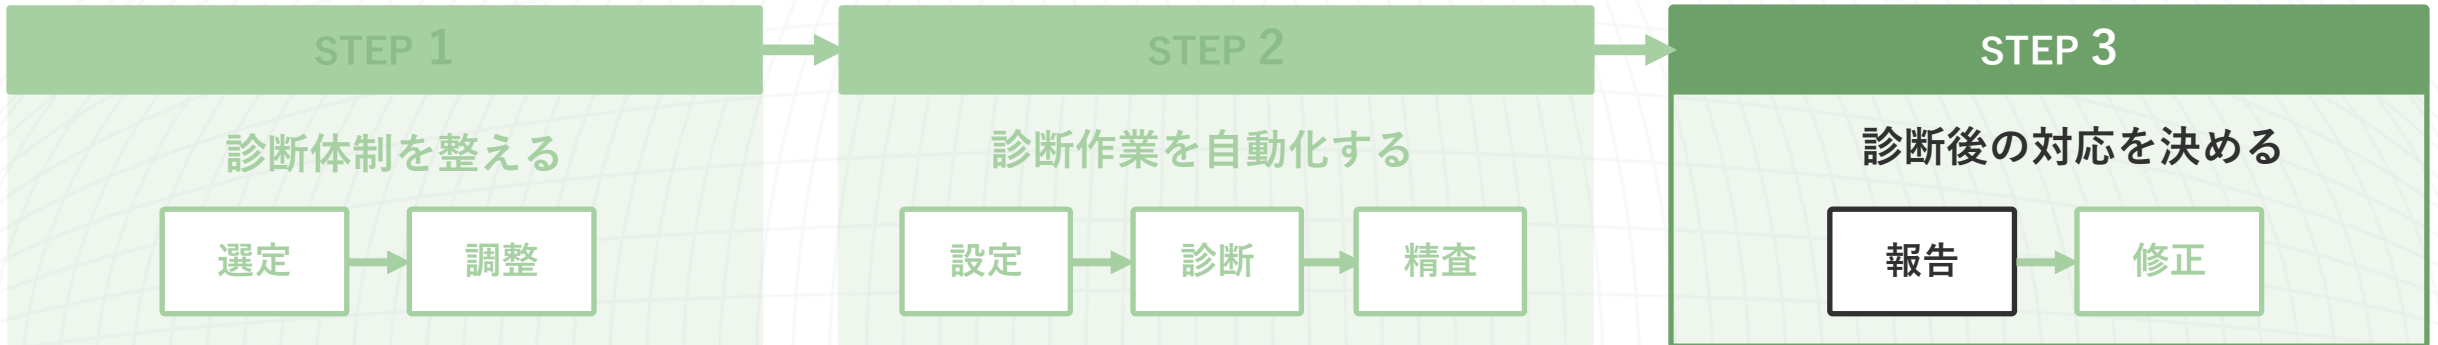 STEP 1
診断体制を整える
選定
調整
STEP 2
診断作業を自動化する
設定
診断
精査
STEP 3
診断後の対応を決める
報告
修正